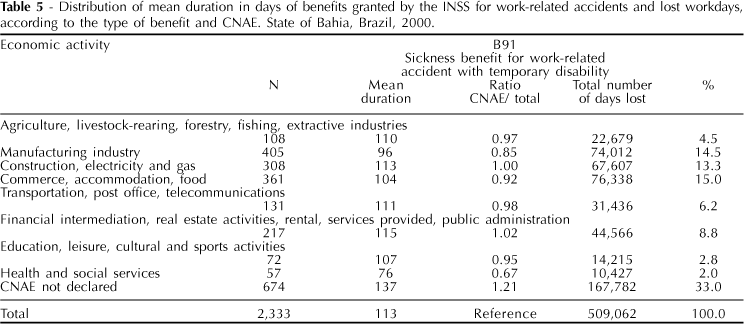 Table 5 - Distribution of mean duration in days of benefits granted by the INSS for work-related accidents and lost workdays,
according to the type of benefit and CNAE. State of Bahia, Brazil, 2000.
Economic activity B91
Sickness benefit for work-related
accident with temporary disability
N Mean Ratio Total number %
duration CNAE/ total of days lost
Agriculture, livestock-rearing, forestry, fishing, extractive industries
108 110 0.97 22,679 4.5
Manufacturing industry 405 96 0.85 74,012 14.5
Construction, electricity and gas 308 113 1.00 67,607 13.3
Commerce, accommodation, food 361 104 0.92 76,338 15.0
Transportation, post office, telecommunications
131 111 0.98 31,436 6.2
Financial intermediation, real estate activities, rental, services provided, public administration
217 115 1.02 44,566 8.8
Education, leisure, cultural and sports activities
72 107 0.95 14,215 2.8
Health and social services 57 76 0.67 10,427 2.0
CNAE not declared 674 137 1.21 167,782 33.0
Total 2,333 113 Reference 509,062 100.0